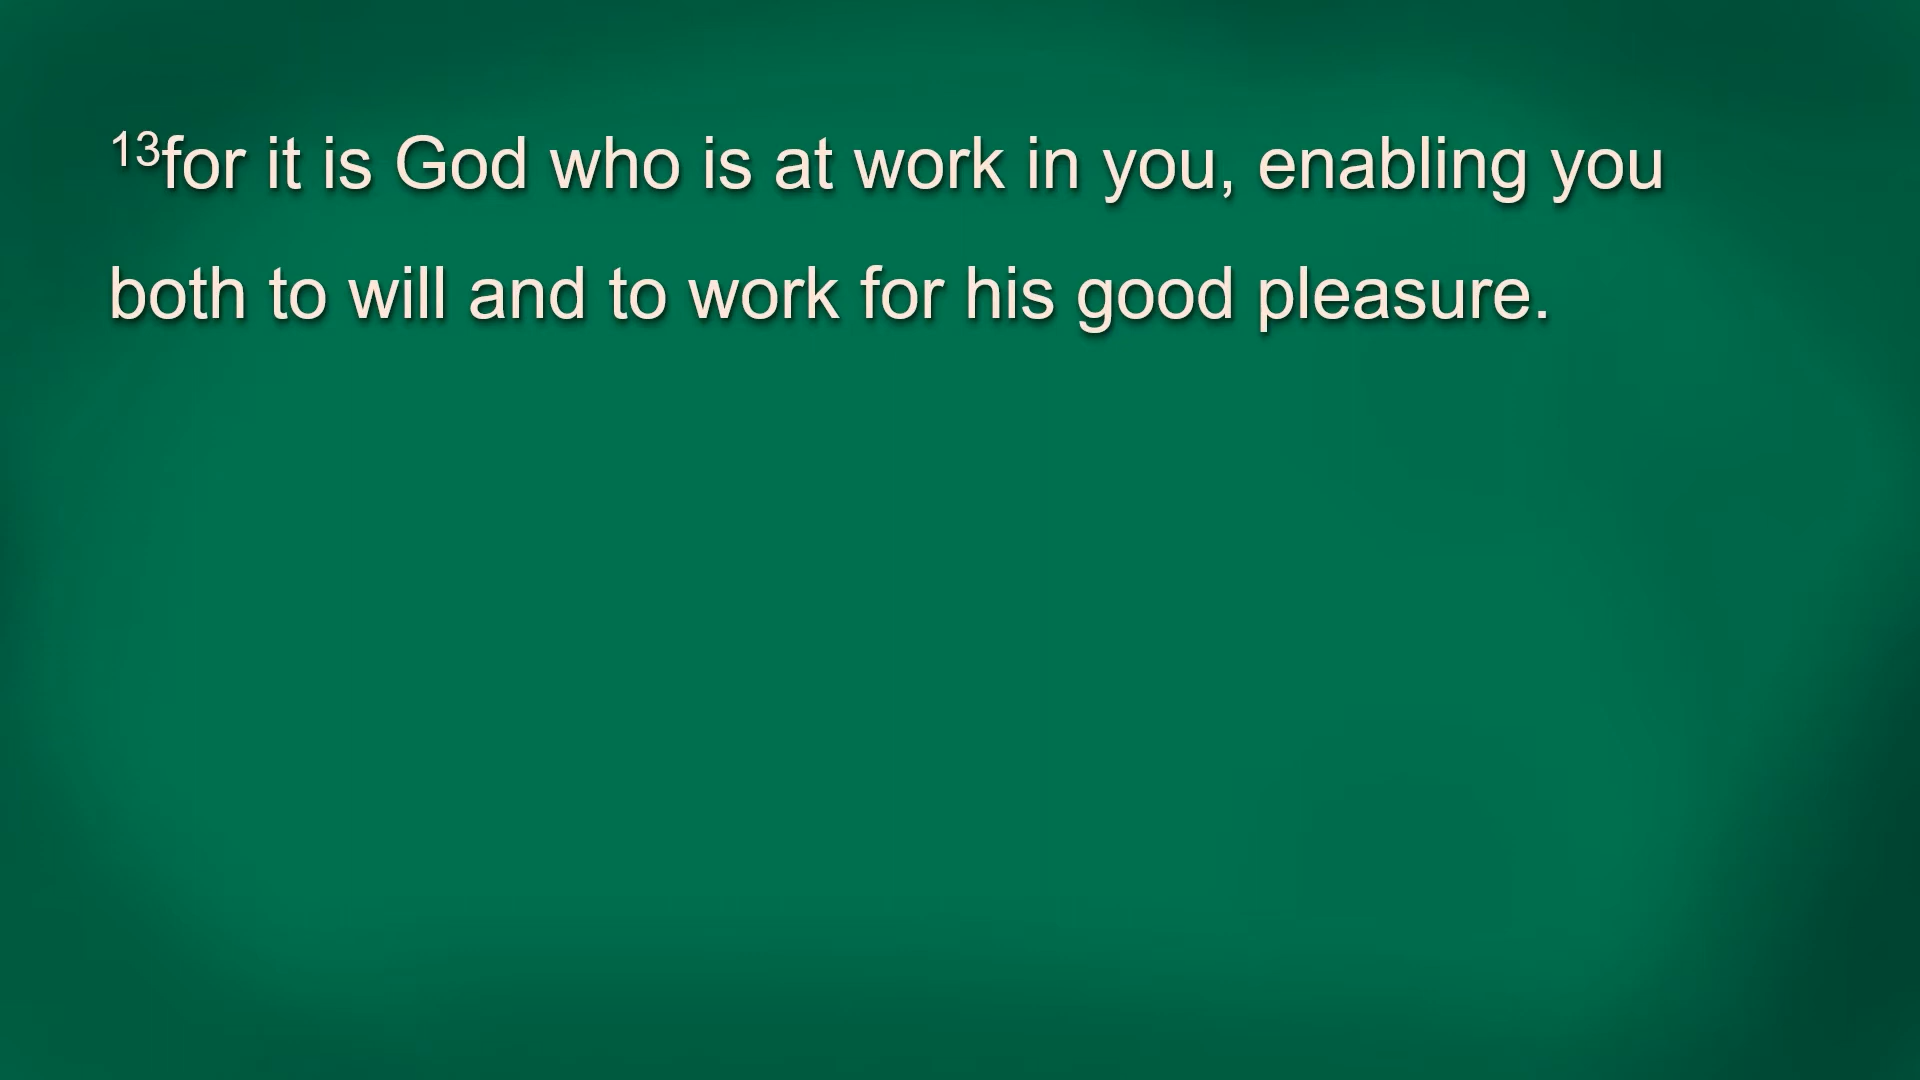 13for it is God who is at work in you, enabling you
both to will and to work for his good pleasure.